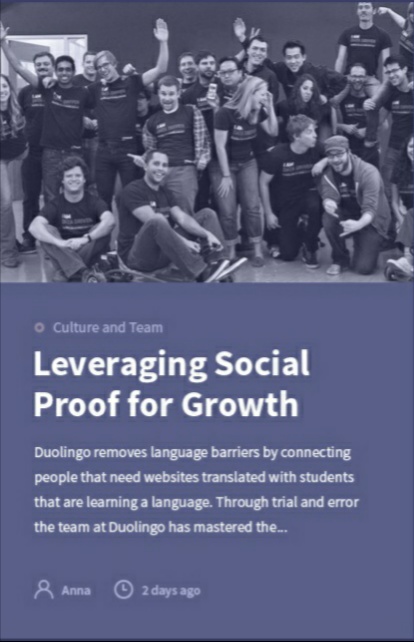 Culture and Team
Leveraging Social
Proof for Growth
Duolingo removes language barriers by connecting
people that need websites translated with students
that are learning a language. Through trial and error
the team at Duolingo has mastered the...
Anna 2 days ago